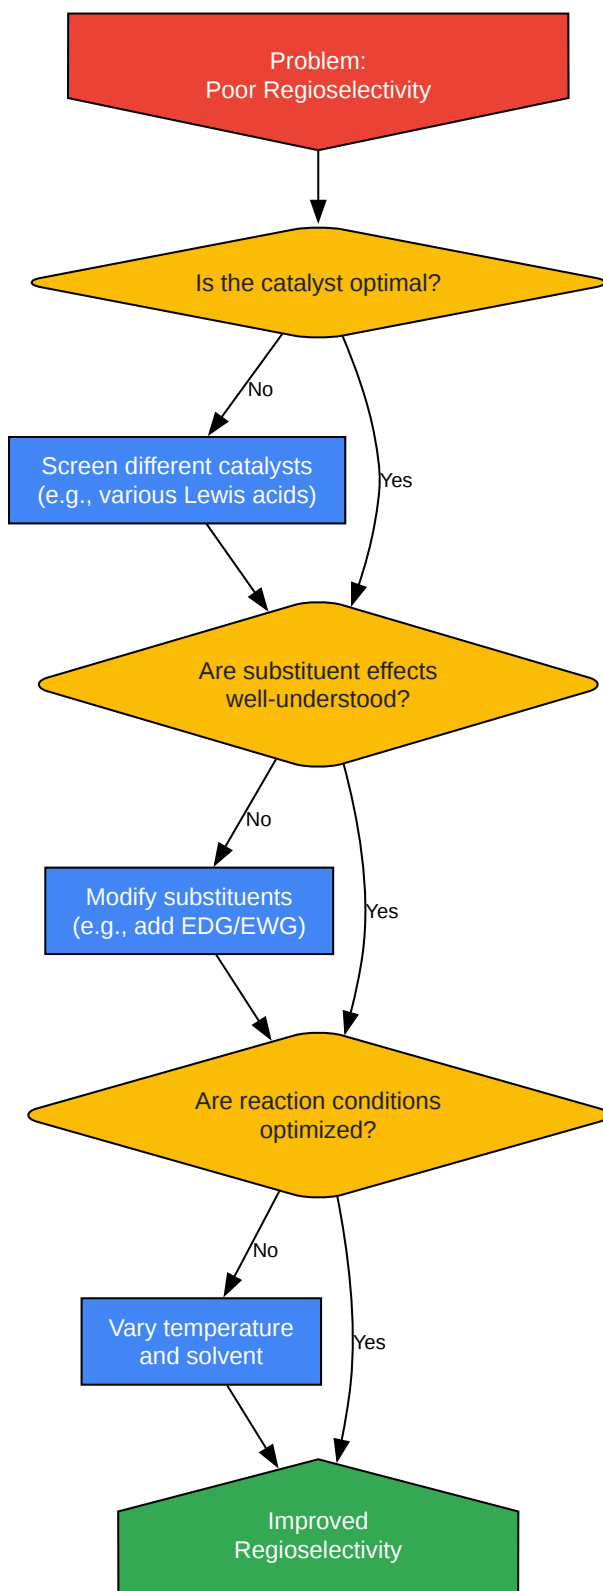 Problem:
Poor Regioselectivity
Is the catalyst optimal?
No
Yes
Screen different catalysts
(e.g., various Lewis acids)
Are substituent effects
well-understood?
No
Yes
Modify substituents
(e.g., add EDG/EWG)
Are reaction conditions
optimized?
No
Yes
Vary temperature
and solvent
Improved
Regioselectivity